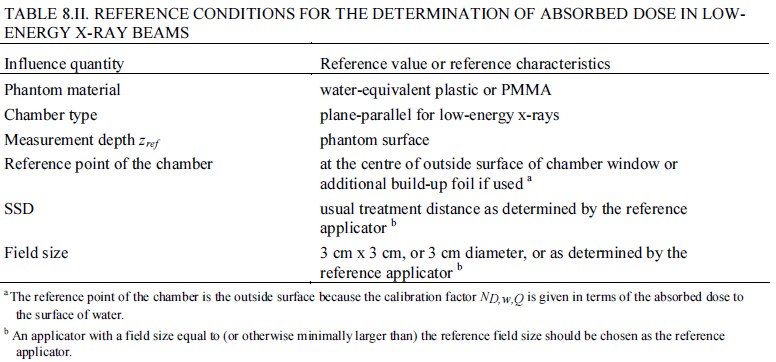 TABLE 8.II. REFERENCE CONDITIONS FOR THE DETERMINATION OF ABSORBED DOSE IN LOW-
ENERGY X-RAY BEAMS
Influence quantity Reference value or reference characteristics
Phantom material water-equivalent plastic or PMMA
Chamber type plane-parallel for low-energy x-rays
Measurement depth zref phantom surface
Reference point of the chamber at the centre of outside surface of chamber window or
additional build-up foil if used a
SSD usual treatment distance as determined by the reference
applicator b
Field size 3 cm x 3 cm, or 3 cm diameter, or as determined by the
reference applicator b
a The reference point of the chamber is the outside surface because the calibration factor ND,w,Q is given in terms of the absorbed dose to
the surface of water.
b An applicator with a field size equal to (or otherwise minimally larger than) the reference field size should be chosen as the reference
applicator.